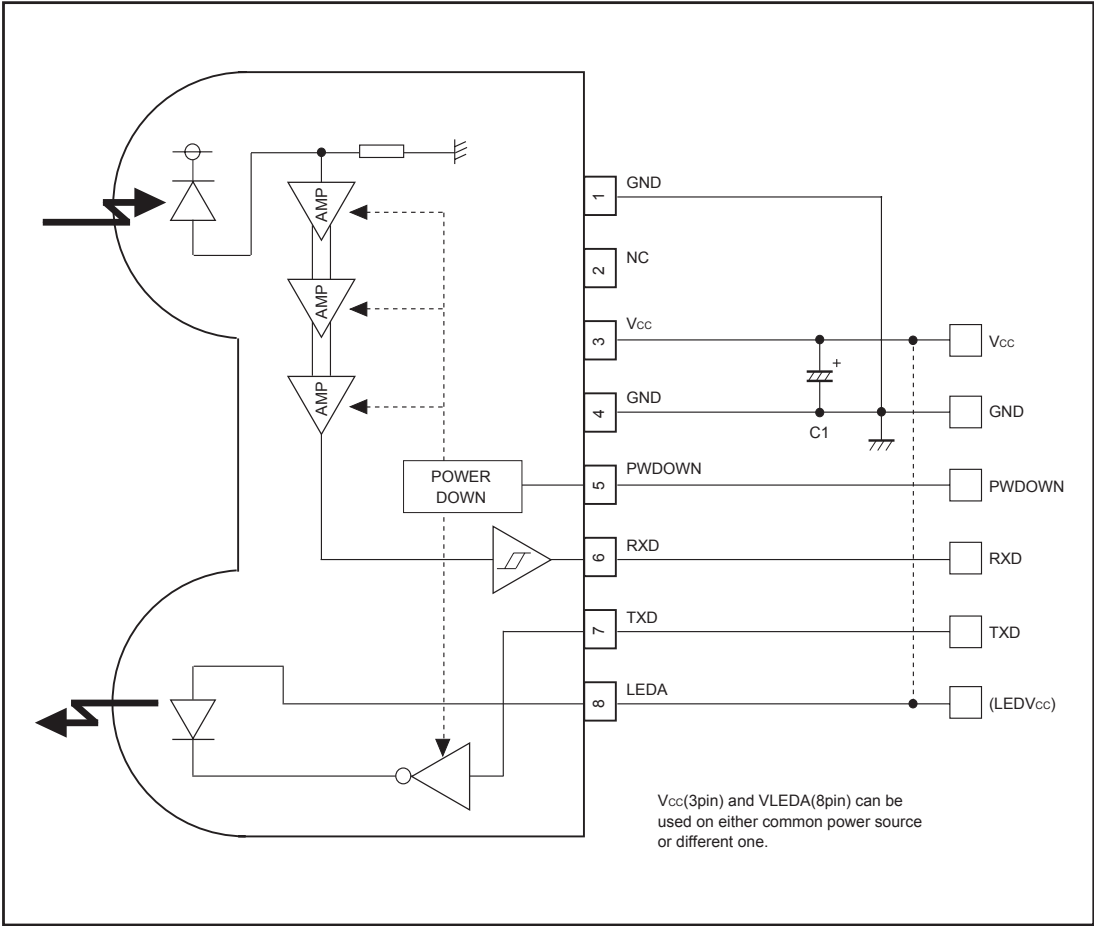 AMP
AMP
AMP
POWER
DOWN
1
GND
2
NC
3
Vcc
4
GND
5
PWDOWN
6
RXD
7
TXD
8
LEDA
+
C1
Vcc
GND
PWDOWN
RXD
TXD
(LEDVcc)
Vcc(3pin) and VLEDA(8pin) can be
used on either common power source
or different one.